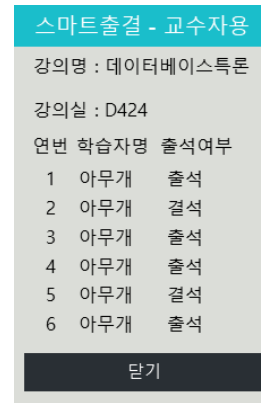 스마트출결 - 교수자용
강의명 : 데이터베이스특론
강의실 : D424
연번 학습자명 출석여부
1 아무개 출석
2 아무개 결석
3 아무개 출석
4 아무개 출석
5 아무개 결석
6 아무개 출석
닫기